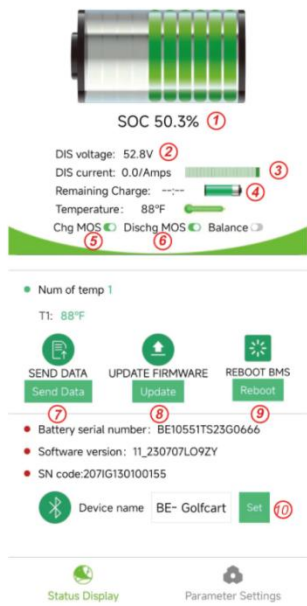 SOC 50.3% 1
DIS voltage: 52.8V 2
DIS current: 0.0/Amps 3
Remaining Charge: --:-- 4
Temperature: 88°F
Chg MOS Dischg MOS Balance
5 6
Num of temp 1
T1: 88°F
SEND DATA UPDATE FIRMWARE REBOOT BMS
Send Data Update Reboot
7 8 9
Battery serial number: BE10551TS23G0666
Software version: 11_230707LO9ZY
SN code:207IG130100155
Device name BE- Golfcart Set 10
Status Display Parameter Settings